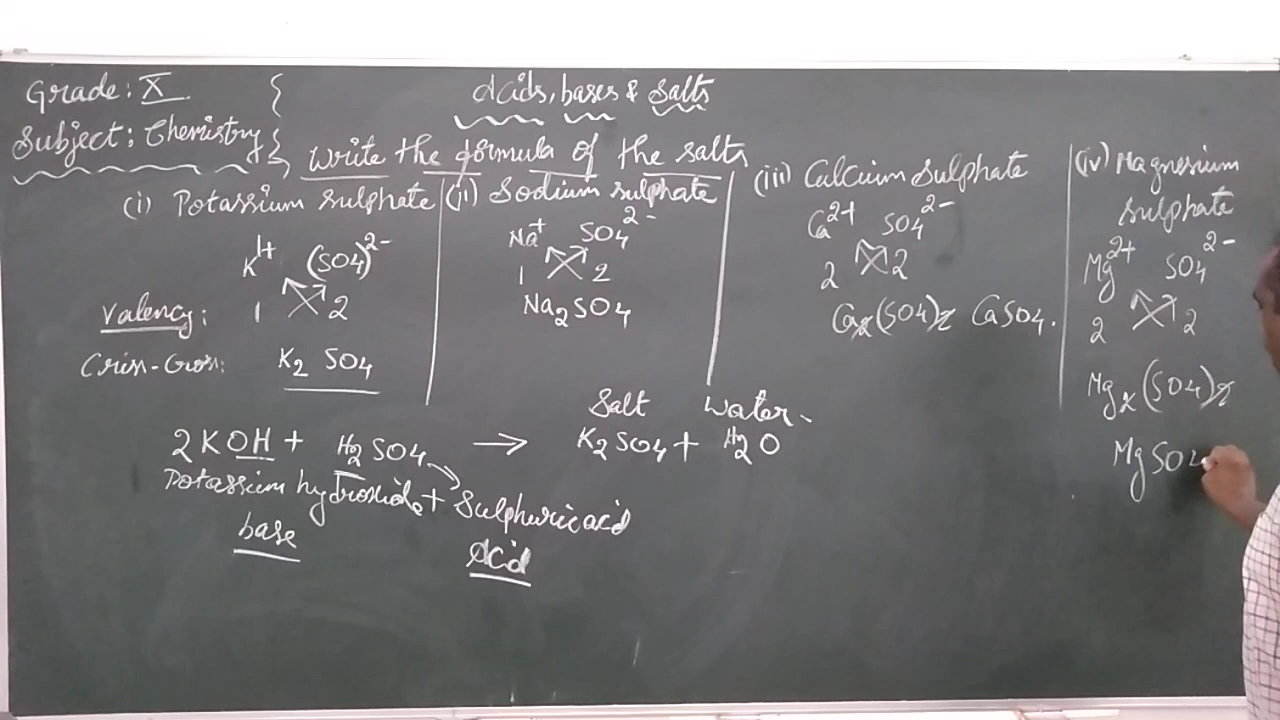 Grade: X
Subject: Chemistry
Acids, bases & Salts
Write the formula of the salts
(i) Potassium sulphate
K1+ (SO4)2-
Valency: 1 2
Criss-Cross: K2 SO4
(ii) Sodium sulphate
Na+ SO42-
1 2
Na2SO4
(iii) Calcium Sulphate
Ca2+ SO42-
2 2
Ca2(SO4)2 CaSO4.
(iv) Magnesium
Sulphate
Mg2+ SO42-
2 2
Mg2(SO4)2
MgSO4
Salt Water
2KOH + H2SO4 → K2SO4 + H2O
Potassium hydroxide + Sulphuric acid
base
Acid